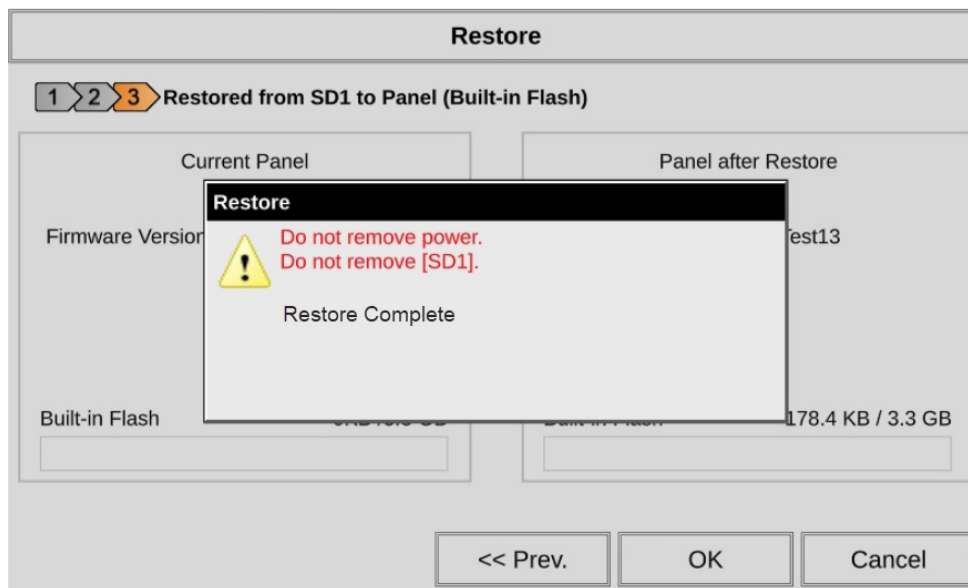 Restore
1 2 3 Restored from SD1 to Panel (Built-in Flash)
Current Panel
Panel after Restore
Restore
Firmware Version
Do not remove power.
Do not remove [SD1].
Restore Complete
Built-in Flash
178.4 KB / 3.3 GB
<< Prev.
OK
Cancel